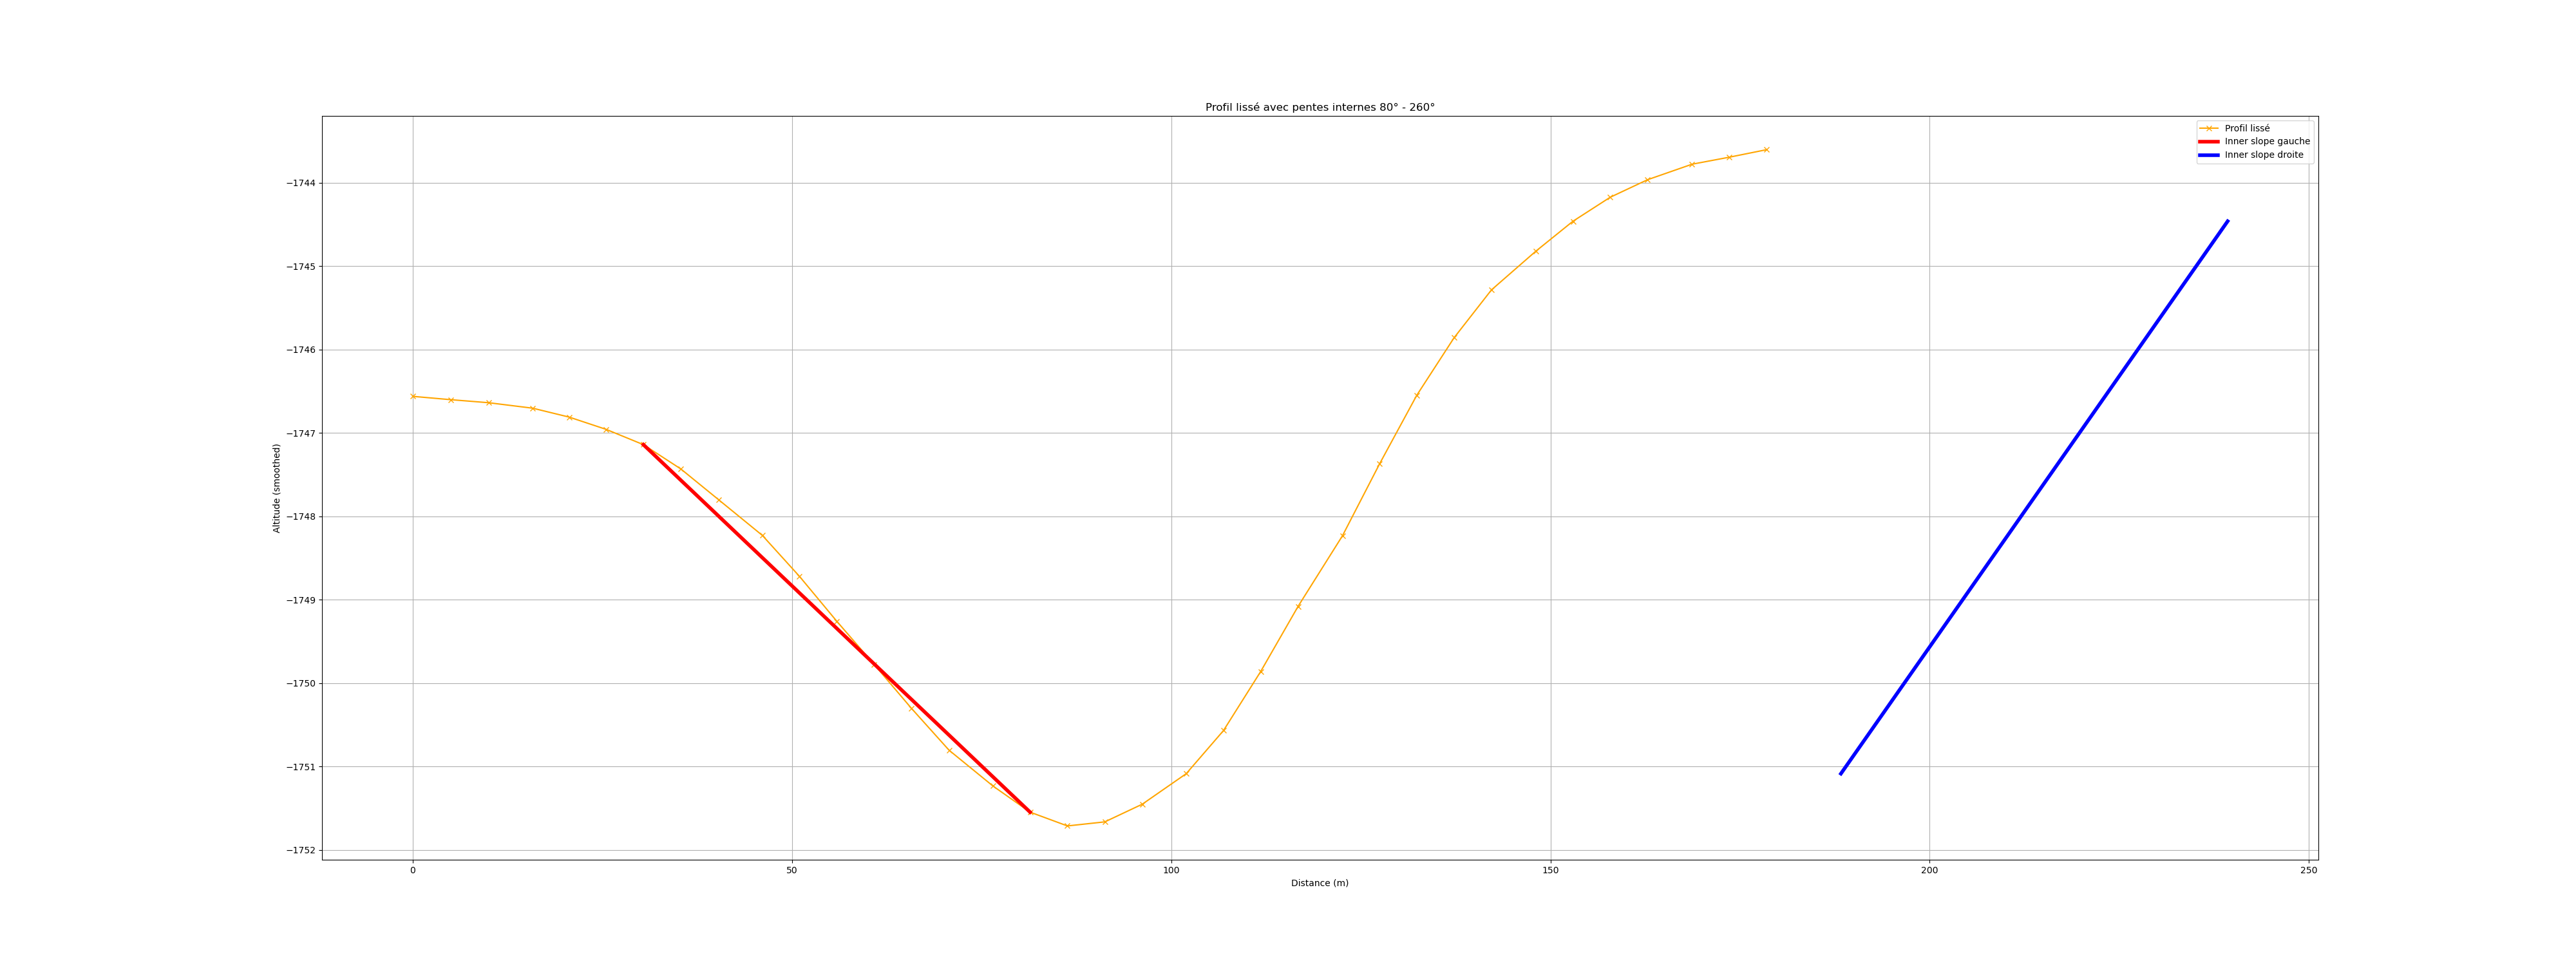 Profil lissé avec pentes internes 80° - 260°
Profil lissé
Inner slope gauche
Inner slope droite
−1744
−1745
−1746
−1747
−1748
−1749
−1750
−1751
−1752
Altitude (smoothed)
0 50 100 150 200 250
Distance (m)